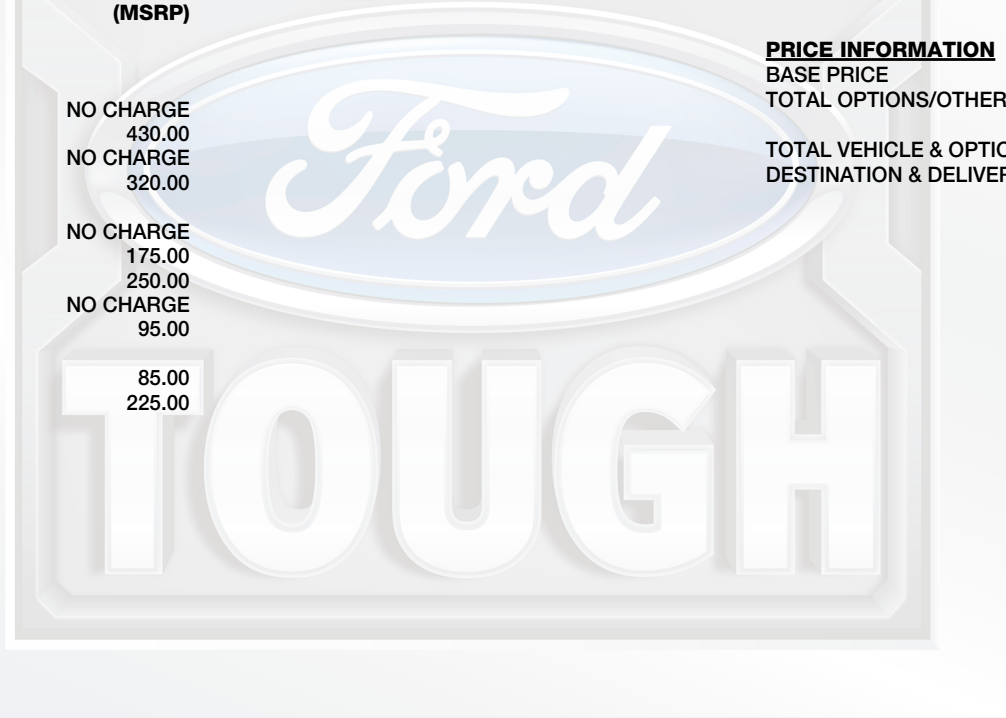 (MSRP)
NO CHARGE
430.00
NO CHARGE
320.00
NO CHARGE
175.00
250.00
NO CHARGE
95.00
85.00
225.00
PRICE INFORMATION
BASE PRICE
TOTAL OPTIONS/OTHER
TOTAL VEHICLE & OPTIO
DESTINATION & DELIVER
Ford
TOUGH